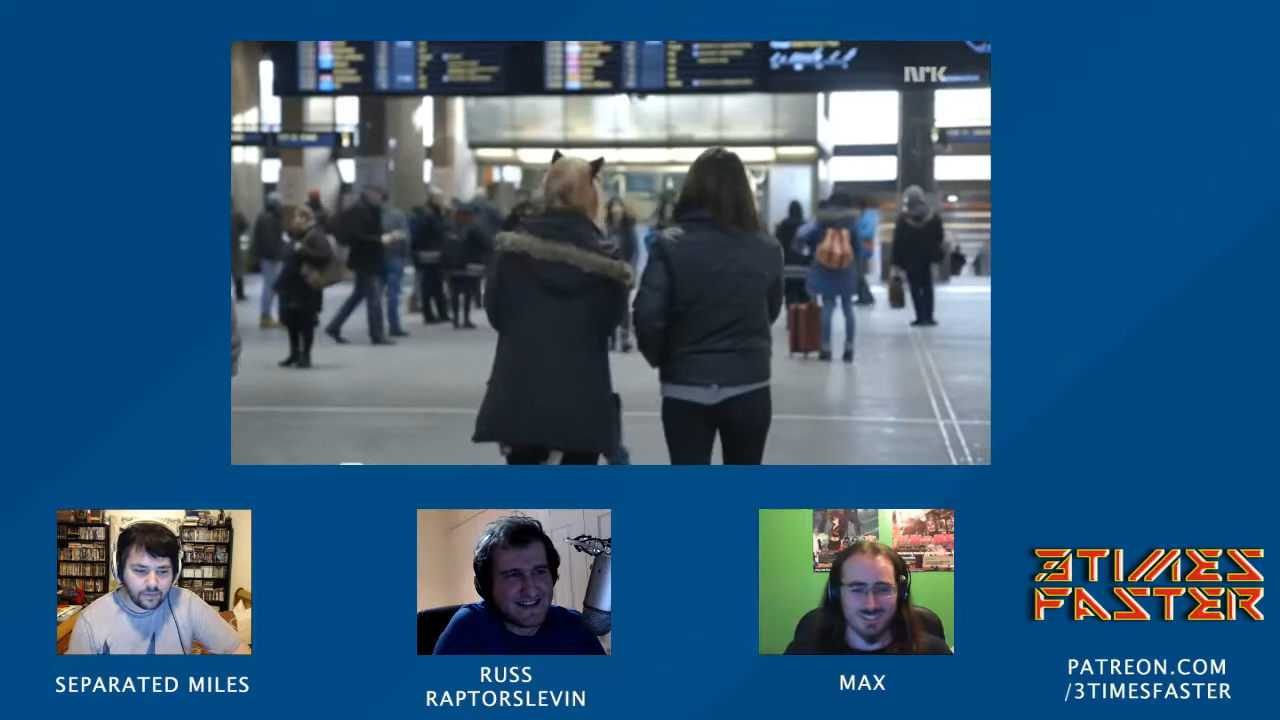 nrk
SEPARATED MILES
RUSS
RAPTORSLEVIN
MAX
3TIMES
FASTER
PATREON.COM
/3TIMESFASTER